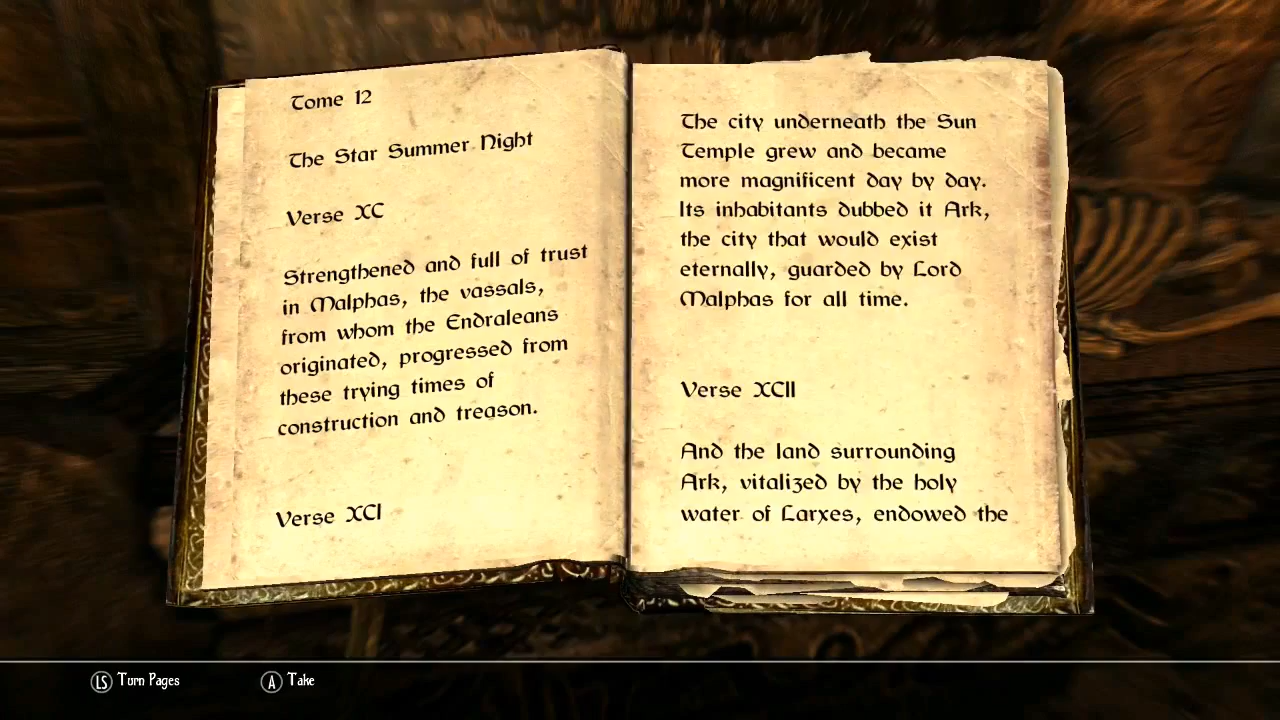 Tome 12
The Star Summer Night
Verse XC
Strengthened and full of trust
in Malphas, the vassals,
from whom the Endraleans
originated, progressed from
these trying times of
construction and treason.
Verse XCI
The city underneath the Sun
Temple grew and became
more magnificent day by day.
Its inhabitants dubbed it Ark,
the city that would exist
eternally, guarded by Lord
Malphas for all time.
Verse XCII
And the land surrounding
Ark, vitalized by the holy
water of Larxes, endowed the
LS Turn Pages
A Take